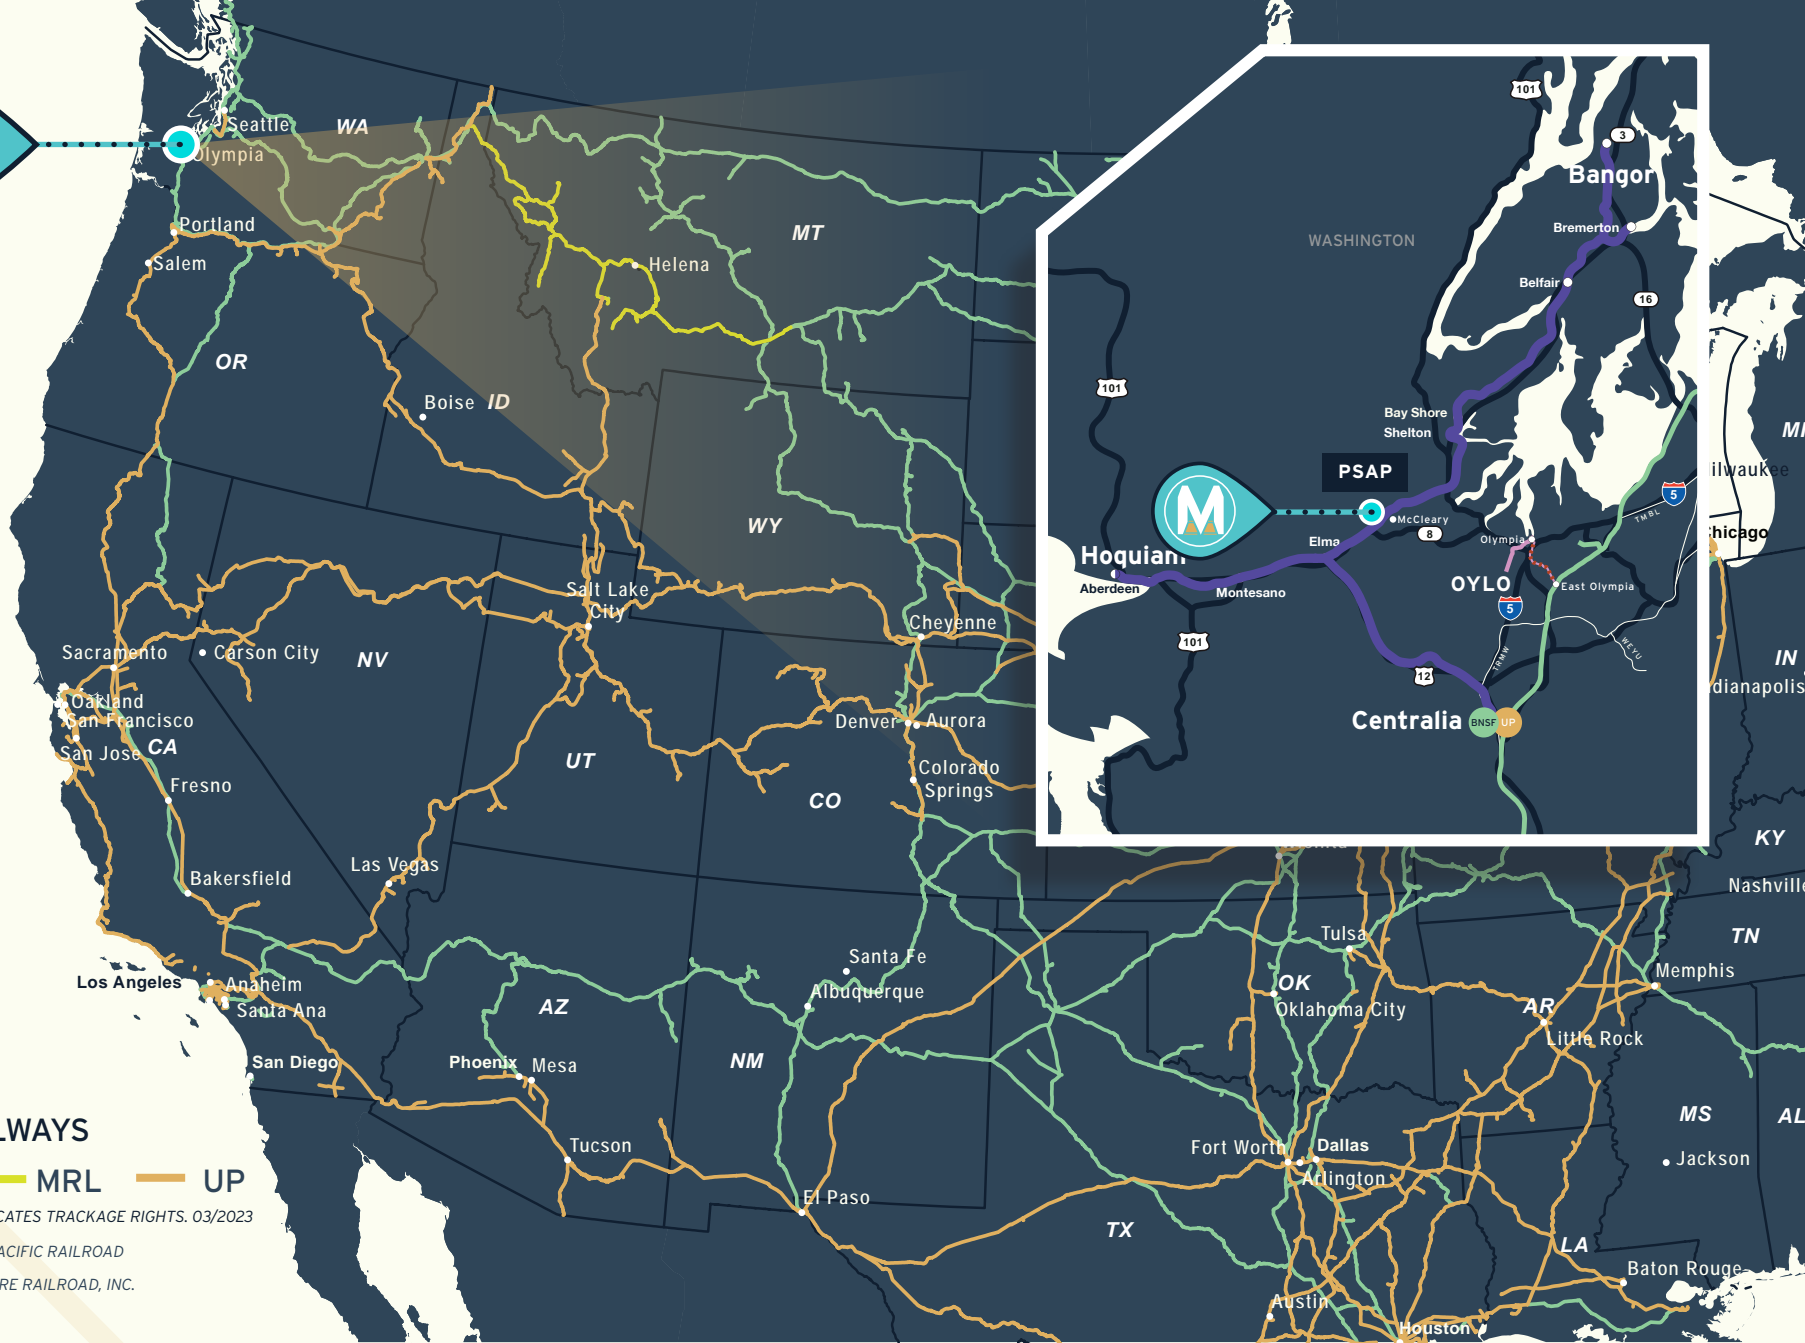 Seattle
WA
Olympia
Portland
Salem
OR
MT
Helena
Boise
ID
WY
Salt Lake
City
Cheyenne
Sacramento
Carson City
NV
Oakland
San Francisco
San Jose
CA
Fresno
UT
Denver
Aurora
CO
Colorado
Springs
Las Vegas
Bakersfield
Los Angeles
Anaheim
Santa Ana
San Diego
AZ
Phoenix
Mesa
Tucson
NM
Santa Fe
Albuquerque
El Paso
TX
Tulsa
OK
Oklahoma City
Fort Worth
Dallas
Arlington
Austin
Houston
AR
Little Rock
Memphis
MS
Jackson
AL
LA
Baton Rouge
TN
Nashville
KY
IN
dianapolis
Chicago
ilwaukee
MI
101
3
Bangor
WASHINGTON
Bremerton
Belfair
16
101
Bay Shore
Shelton
PSAP
M
McCleary
8
Elma
Hoquiam
Aberdeen
Montesano
101
Olympia
OYLO
5
East Olympia
TMBL
5
TRMW
WEYU
12
Centralia
BNSF
UP
LWAYS
MRL
UP
CATES TRACKAGE RIGHTS. 03/2023
ACIFIC RAILROAD
RE RAILROAD, INC.